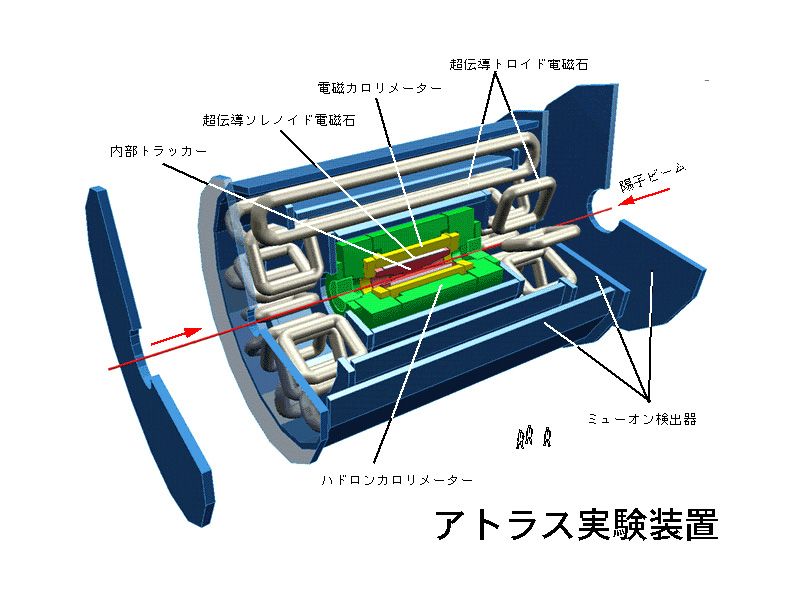 超伝導トロイド電磁石
電磁カロリメーター
超伝導ソレノイド電磁石
内部トラッカー
陽子ビーム
ミューオン検出器
ハドロンカロリメーター
アトラス実験装置